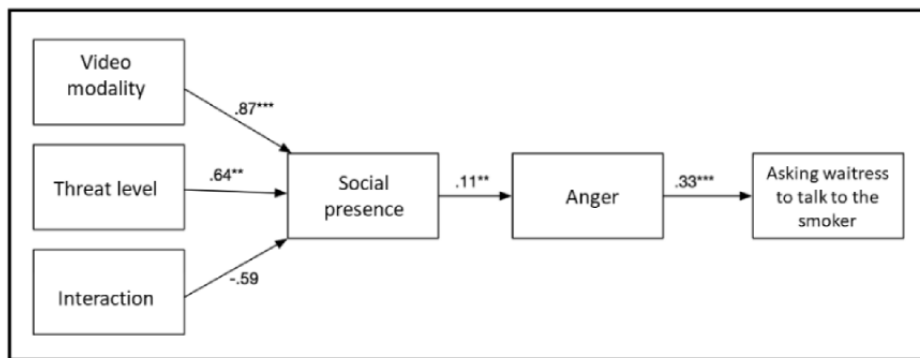 Video
modality
.87***
Threat level
.64**
Social
presence
.11**
Anger
.33***
Asking waitress
to talk to the
smoker
Interaction
-.59